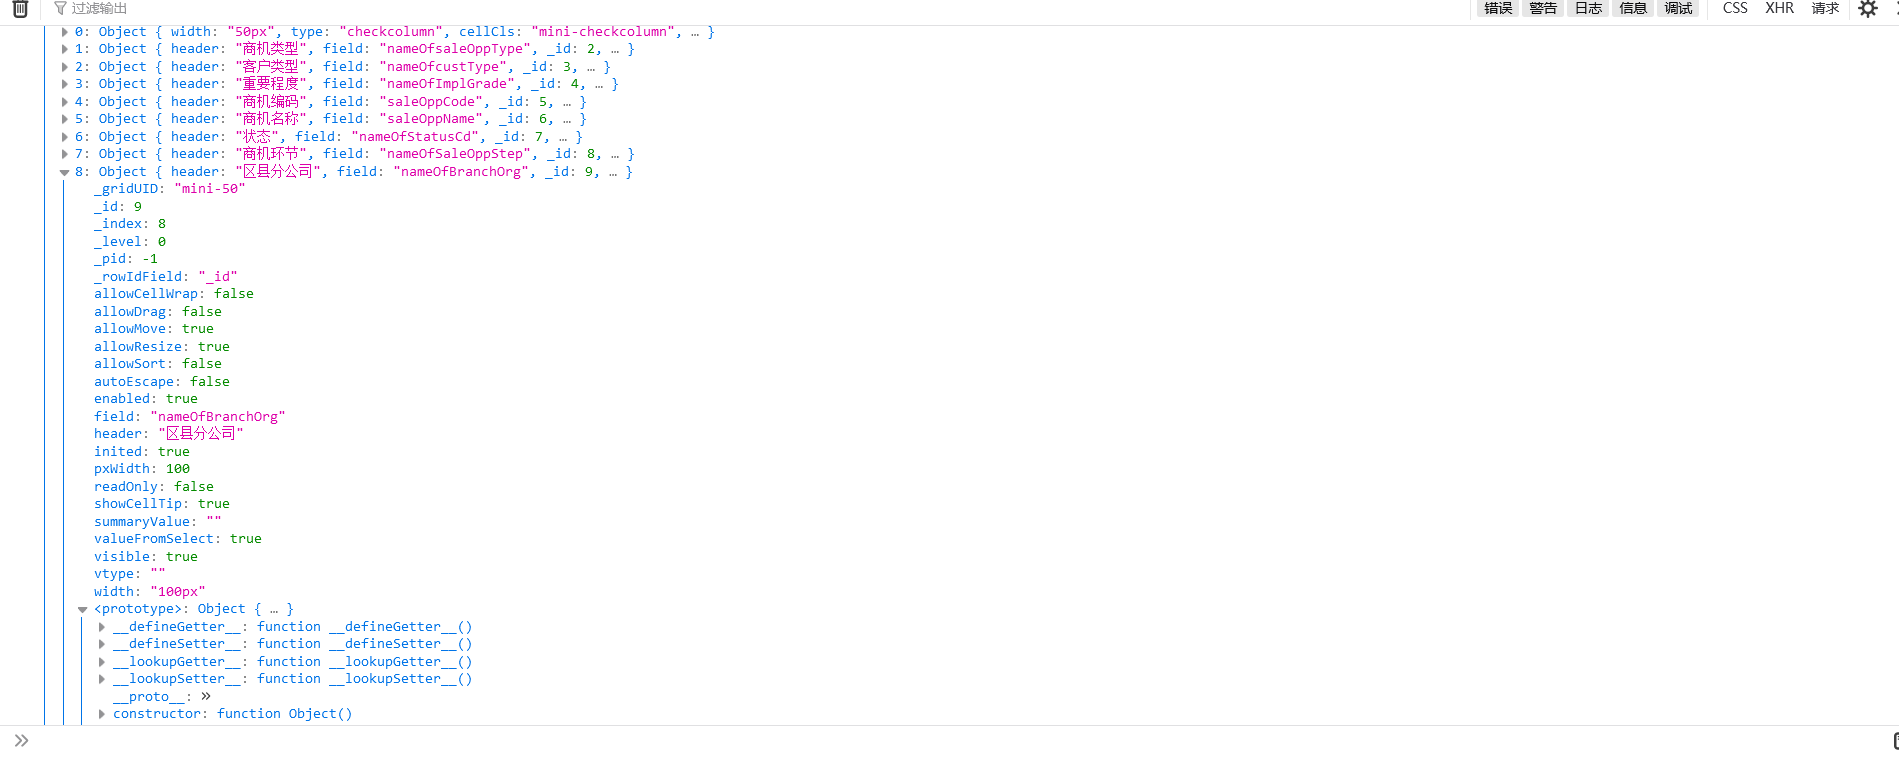 过滤输出 错误 警告 日志 信息 调试 CSS XHR 请求
0: Object { width: "50px", type: "checkcolumn", cellCls: "mini-checkcolumn", … }
1: Object { header: "商机类型", field: "nameOfsaleOppType", _id: 2, … }
2: Object { header: "客户类型", field: "nameOfcustType", _id: 3, … }
3: Object { header: "重要程度", field: "nameOfImplGrade", _id: 4, … }
4: Object { header: "商机编码", field: "saleOppCode", _id: 5, … }
5: Object { header: "商机名称", field: "saleOppName", _id: 6, … }
6: Object { header: "状态", field: "nameOfStatusCd", _id: 7, … }
7: Object { header: "商机环节", field: "nameOfSaleOppStep", _id: 8, … }
8: Object { header: "区县分公司", field: "nameOfBranchOrg", _id: 9, … }
_gridUID: "mini-50"
_id: 9
_index: 8
_level: 0
_pid: -1
_rowIdField: "_id"
allowCellWrap: false
allowDrag: false
allowMove: true
allowResize: true
allowSort: false
autoEscape: false
enabled: true
field: "nameOfBranchOrg"
header: "区县分公司"
inited: true
pxWidth: 100
readOnly: false
showCellTip: true
summaryValue: ""
valueFromSelect: true
visible: true
vtype: ""
width: "100px"
<prototype>: Object { … }
__defineGetter__: function __defineGetter__()
__defineSetter__: function __defineSetter__()
__lookupGetter__: function __lookupGetter__()
__lookupSetter__: function __lookupSetter__()
__proto__: »
constructor: function Object()